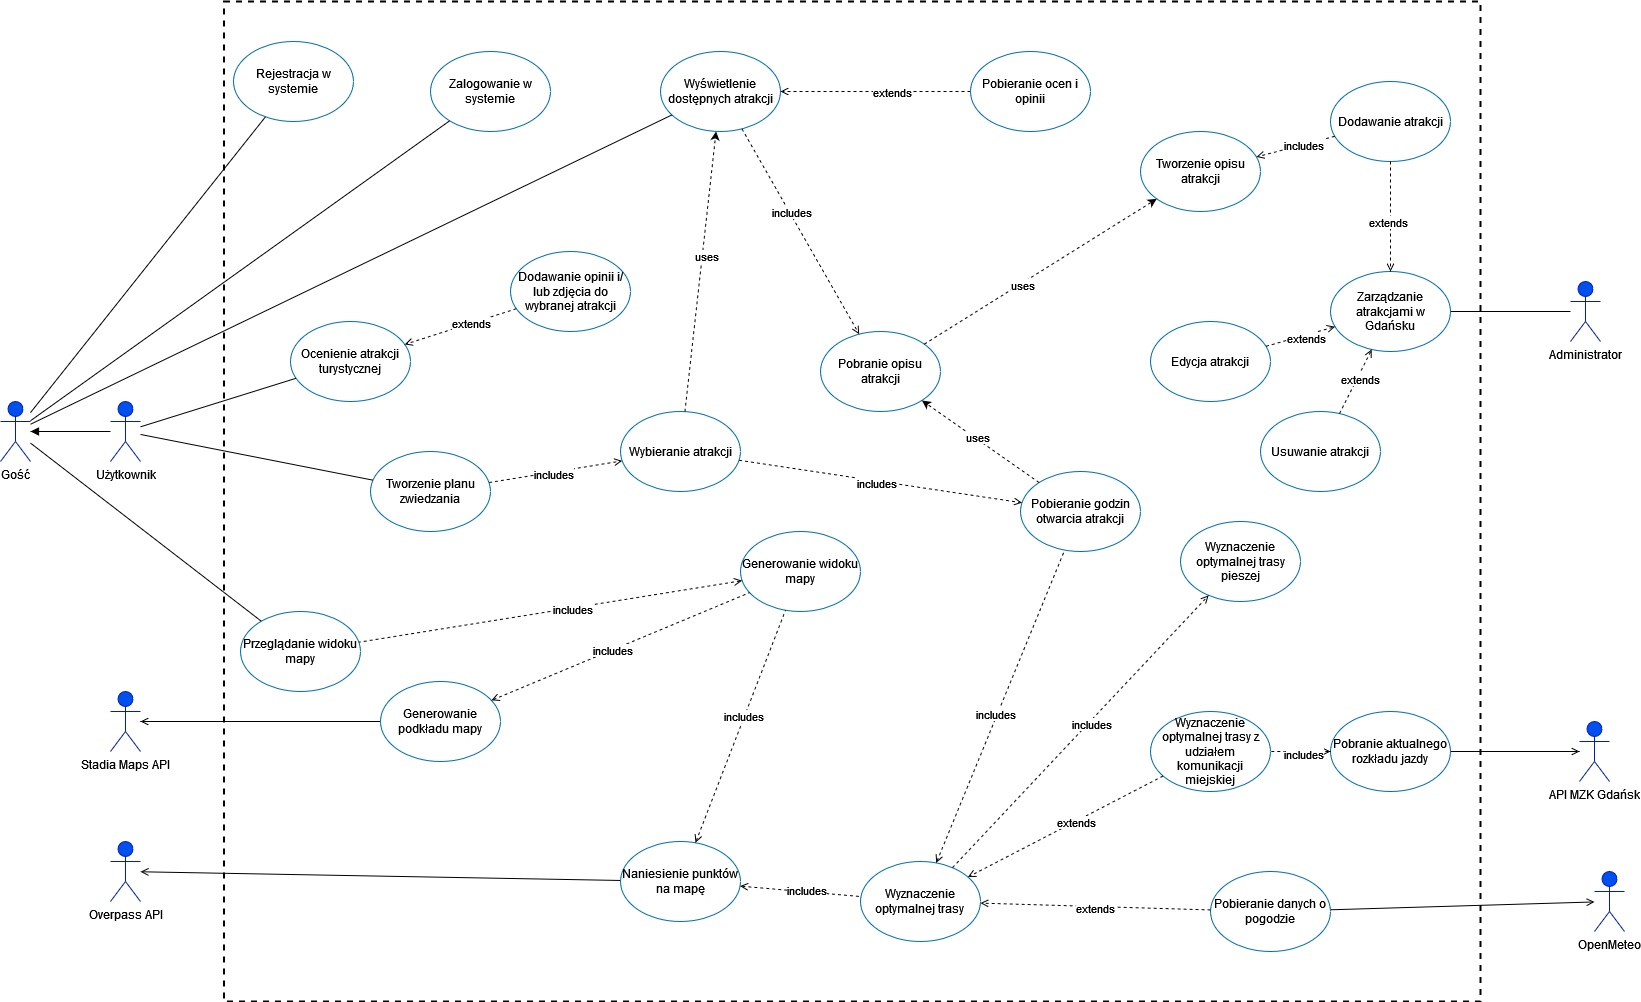 Rejestracja w
systemie
Zalogowanie w
systemie
Wyświetlenie
dostępnych atrakcji
extends
Pobieranie ocen i
opinii
Dodawanie atrakcji
includes
Tworzenie opisu
atrakcji
includes
extends
uses
uses
Dodawanie opinii i/
lub zdjęcia do
wybranej atrakcji
extends
Ocenienie atrakcji
turystycznej
Zarządzanie
atrakcjami w
Gdańsku
Administrator
extends
Edycja atrakcji
extends
Pobranie opisu
atrakcji
Usuwanie atrakcji
uses
Gość
Użytkownik
Wybieranie atrakcji
Tworzenie planu
zwiedzania
includes
includes
Pobieranie godzin
otwarcia atrakcji
Generowanie widoku
mapy
Wyznaczenie
optymalnej trasy
pieszej
includes
Przeglądanie widoku
mapy
includes
Generowanie
podkładu mapy
Stadia Maps API
includes
includes
includes
Wyznaczenie
optymalnej trasy z
udziałem
komunikacji
miejskiej
includes
Pobranie aktualnego
rozkładu jazdy
API MZK Gdańsk
extends
Overpass API
Naniesienie punktów
na mapę
includes
Wyznaczenie
optymalnej trasy
extends
Pobieranie danych o
pogodzie
OpenMeteo